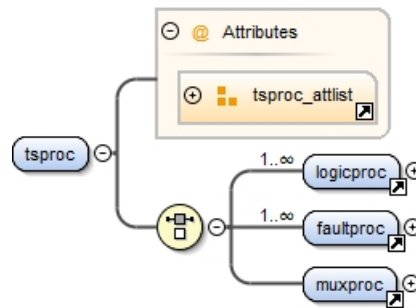 @ Attributes
tsproc_attlist
tsproc
1..∞
logicproc
1..∞
faultproc
muxproc